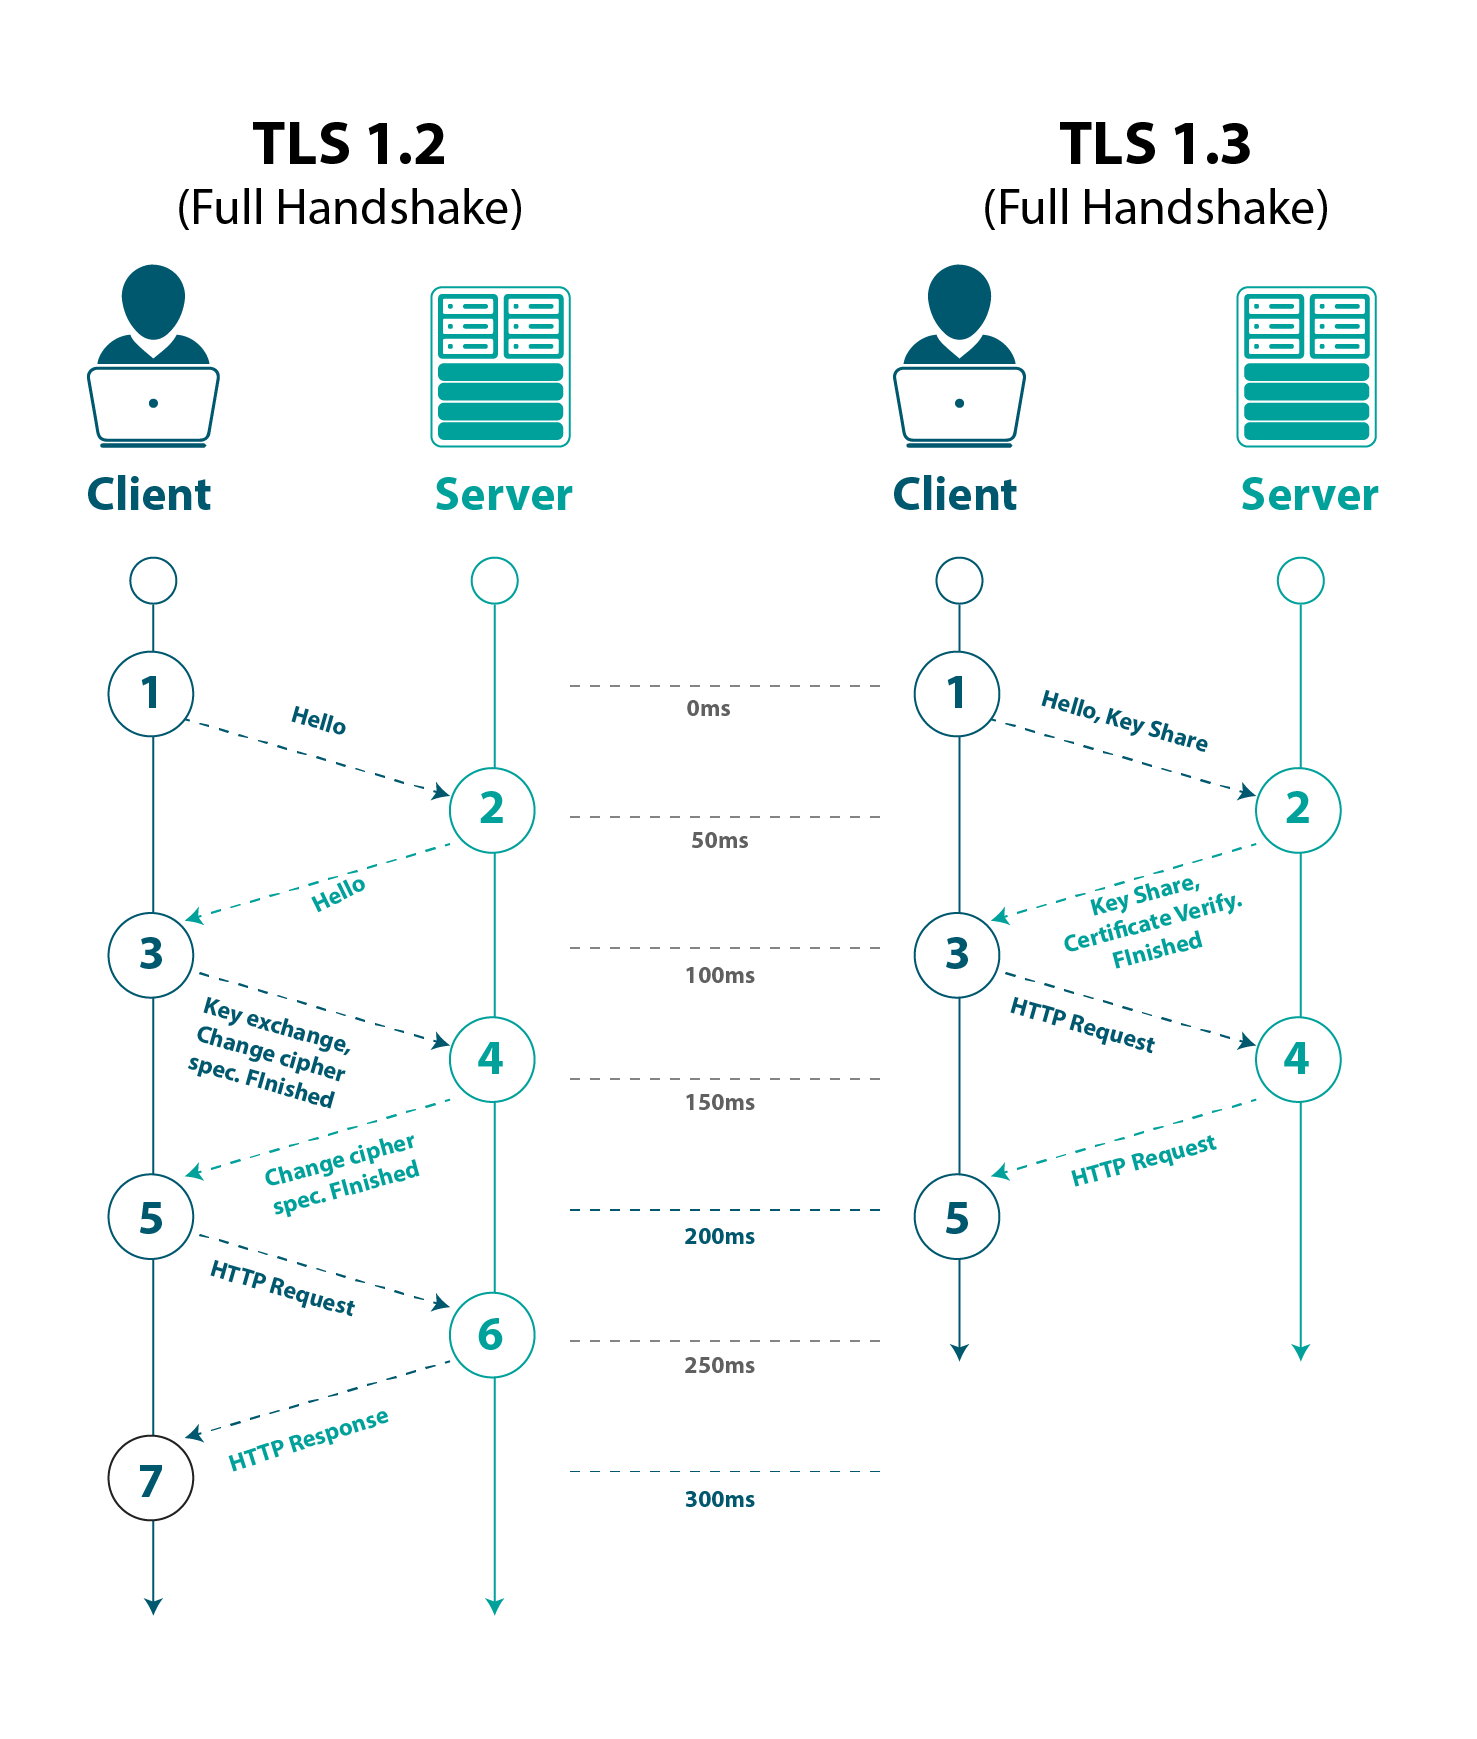 TLS 1.2
(Full Handshake)
Client
Server
1
Hello
2
Hello
3
Key exchange,
Change cipher
spec. FInished
4
Change cipher
spec. FInished
5
HTTP Request
6
HTTP Response
7
0ms
50ms
100ms
150ms
200ms
250ms
300ms
TLS 1.3
(Full Handshake)
Client
Server
1
Hello, Key Share
2
Key Share,
Certificate Verify.
FInished
3
HTTP Request
4
HTTP Request
5